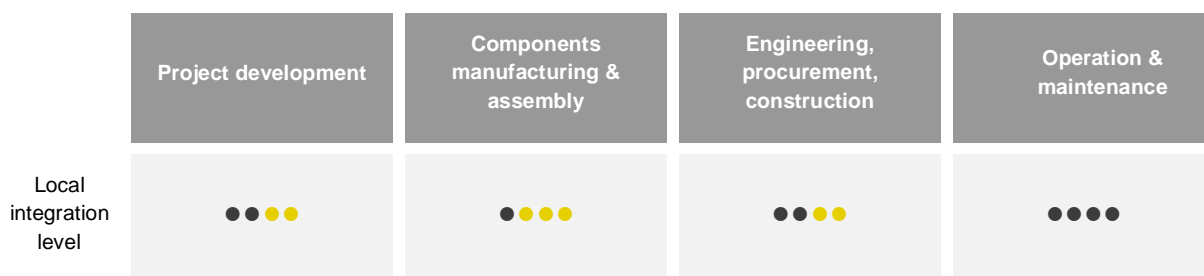 Project development
Components
manufacturing &
assembly
Engineering,
procurement,
construction
Operation &
maintenance
Local
integration
level